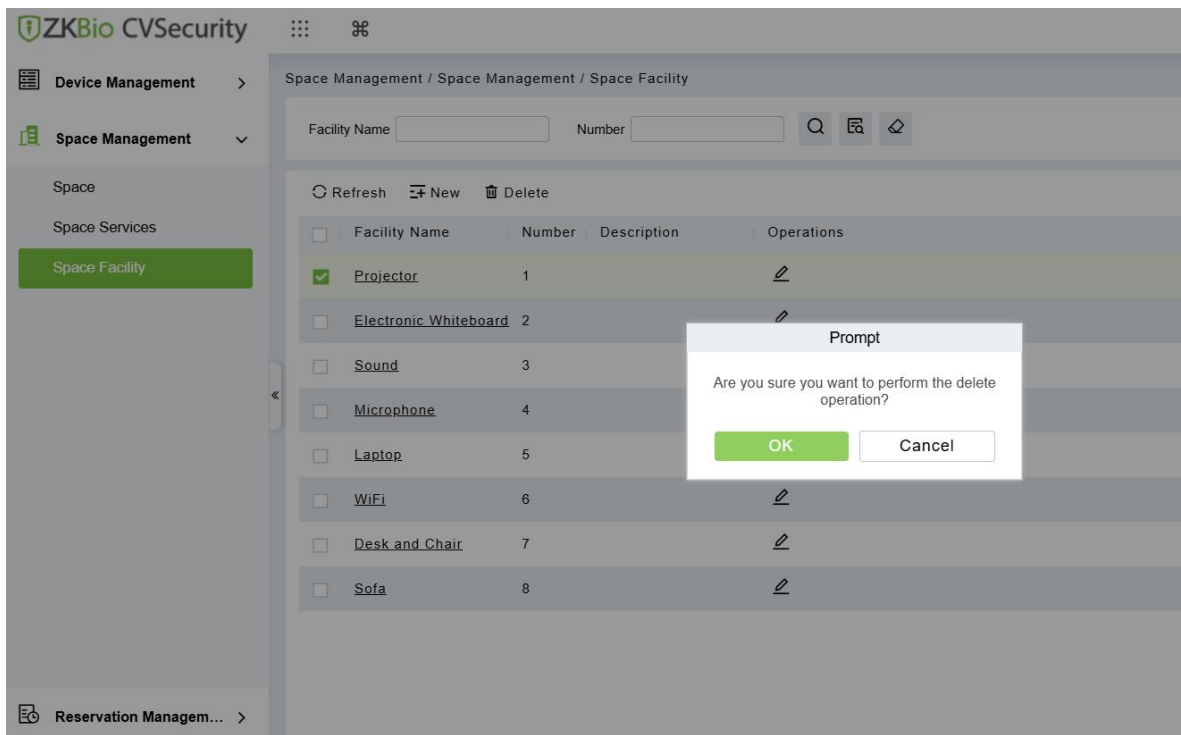 ZKBio CVSecurity
Device Management
Space Management
Space
Space Services
Space Facility
Reservation Managem...
Space Management / Space Management / Space Facility
Facility Name
Number
Refresh New Delete
Facility Name Number Description Operations
Projector 1
Electronic Whiteboard 2
Sound 3
Microphone 4
Laptop 5
WiFi 6
Desk and Chair 7
Sofa 8
Prompt
Are you sure you want to perform the delete
operation?
OK Cancel